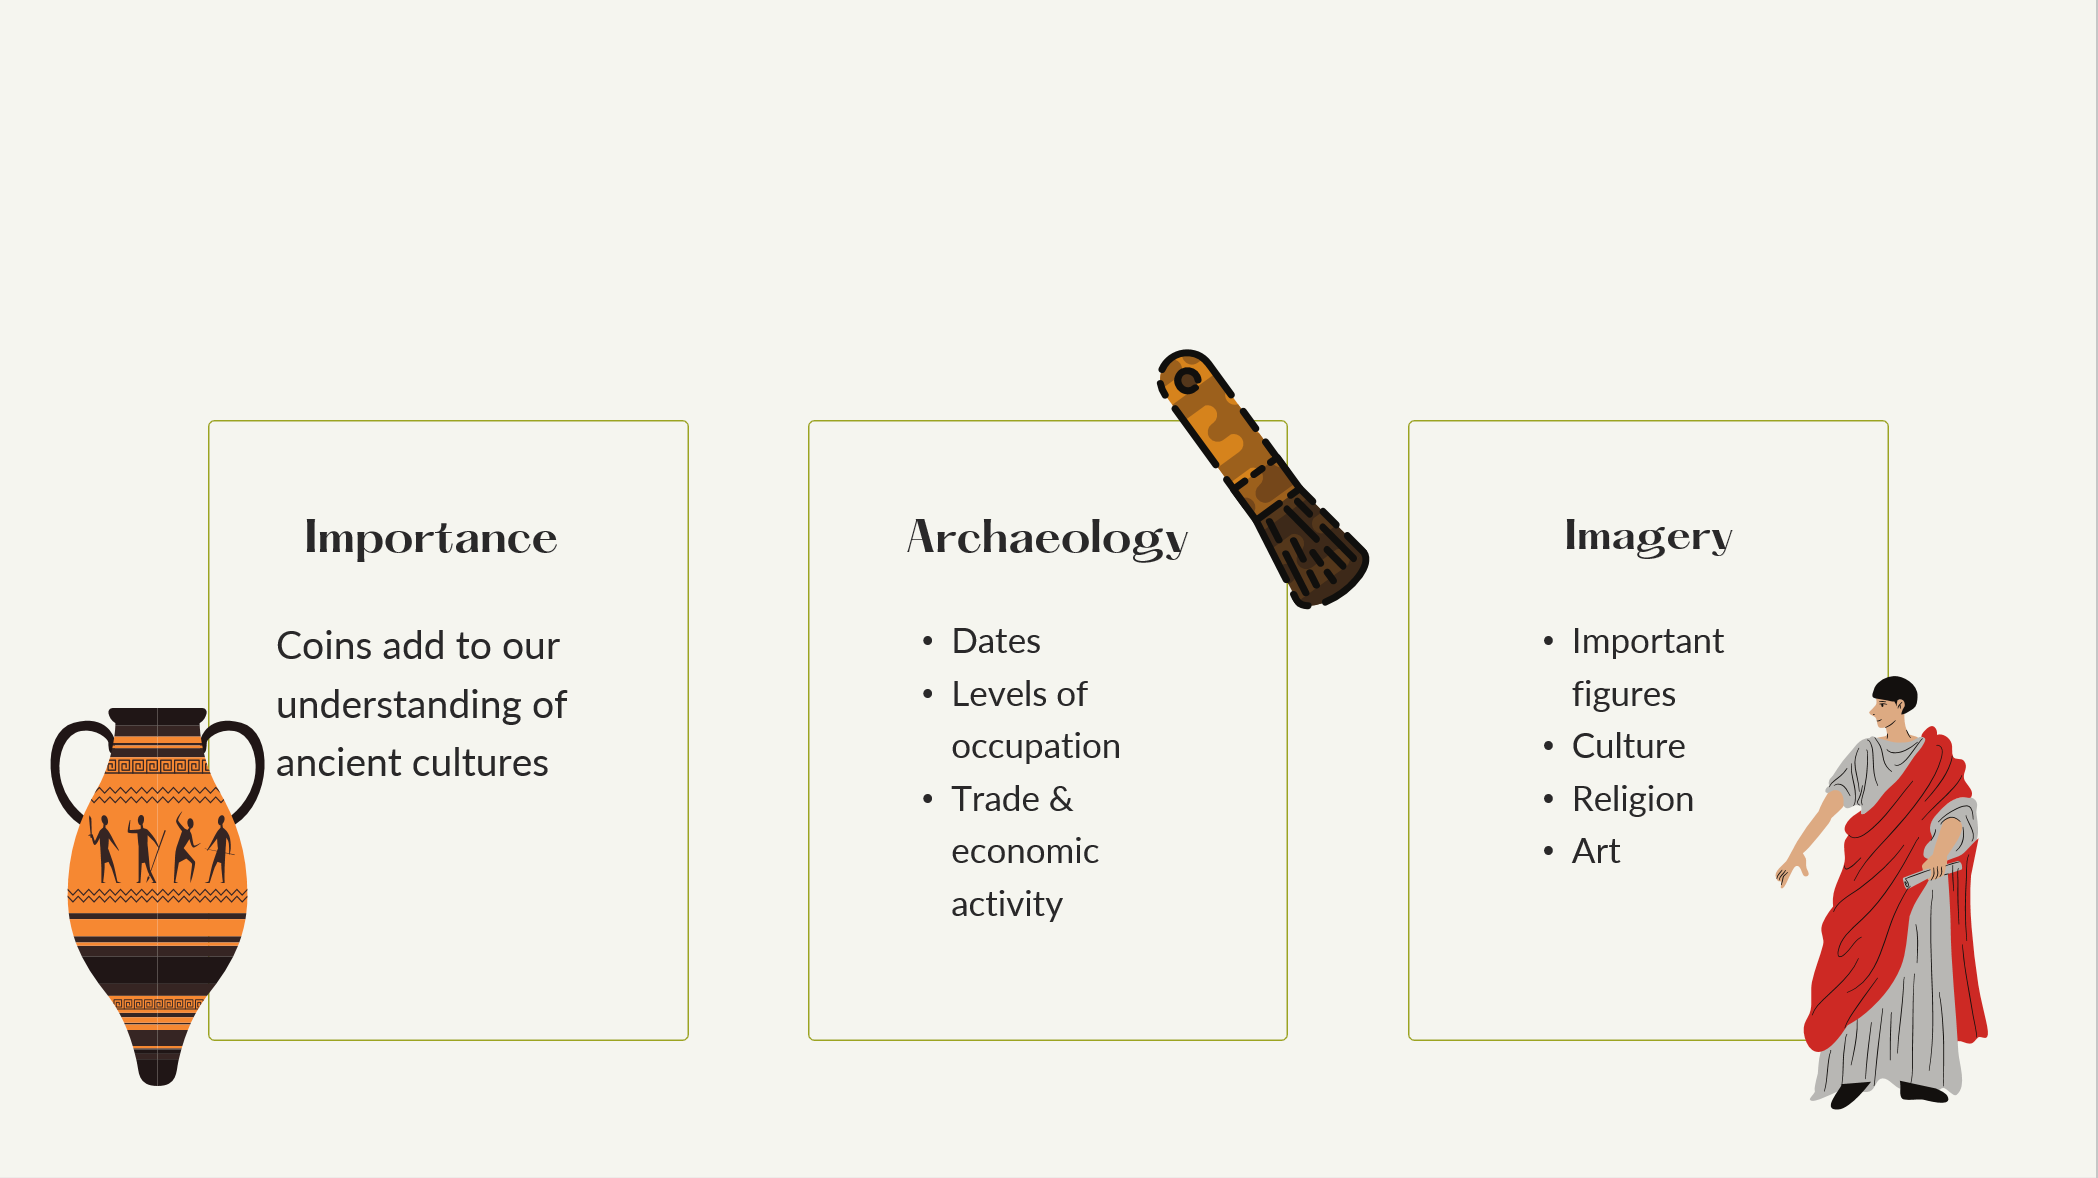 Importance
Coins add to our
understanding of
ancient cultures
Archaeology
• Dates
• Levels of
occupation
• Trade &
economic
activity
Imagery
• Important
figures
• Culture
• Religion
• Art